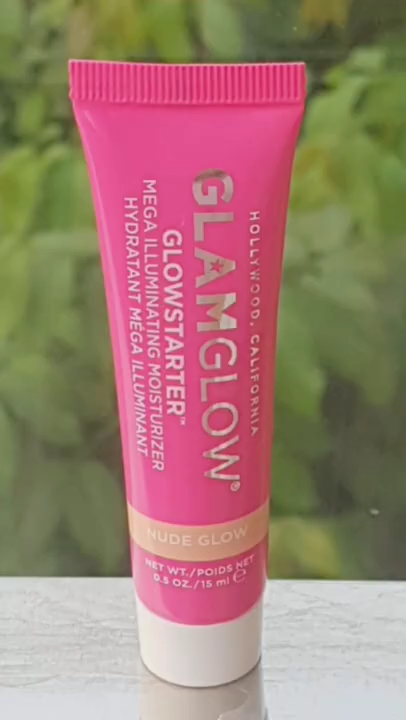 HOLLYWOOD, CALIFORNIA
GLAMGLOW®
GLOWSTARTER™
MEGA ILLUMINATING MOISTURIZER
HYDRATANT MÉGA ILLUMINANT
NUDE GLOW
NET WT./POIDS NET
0.5 OZ./15 ml ℮